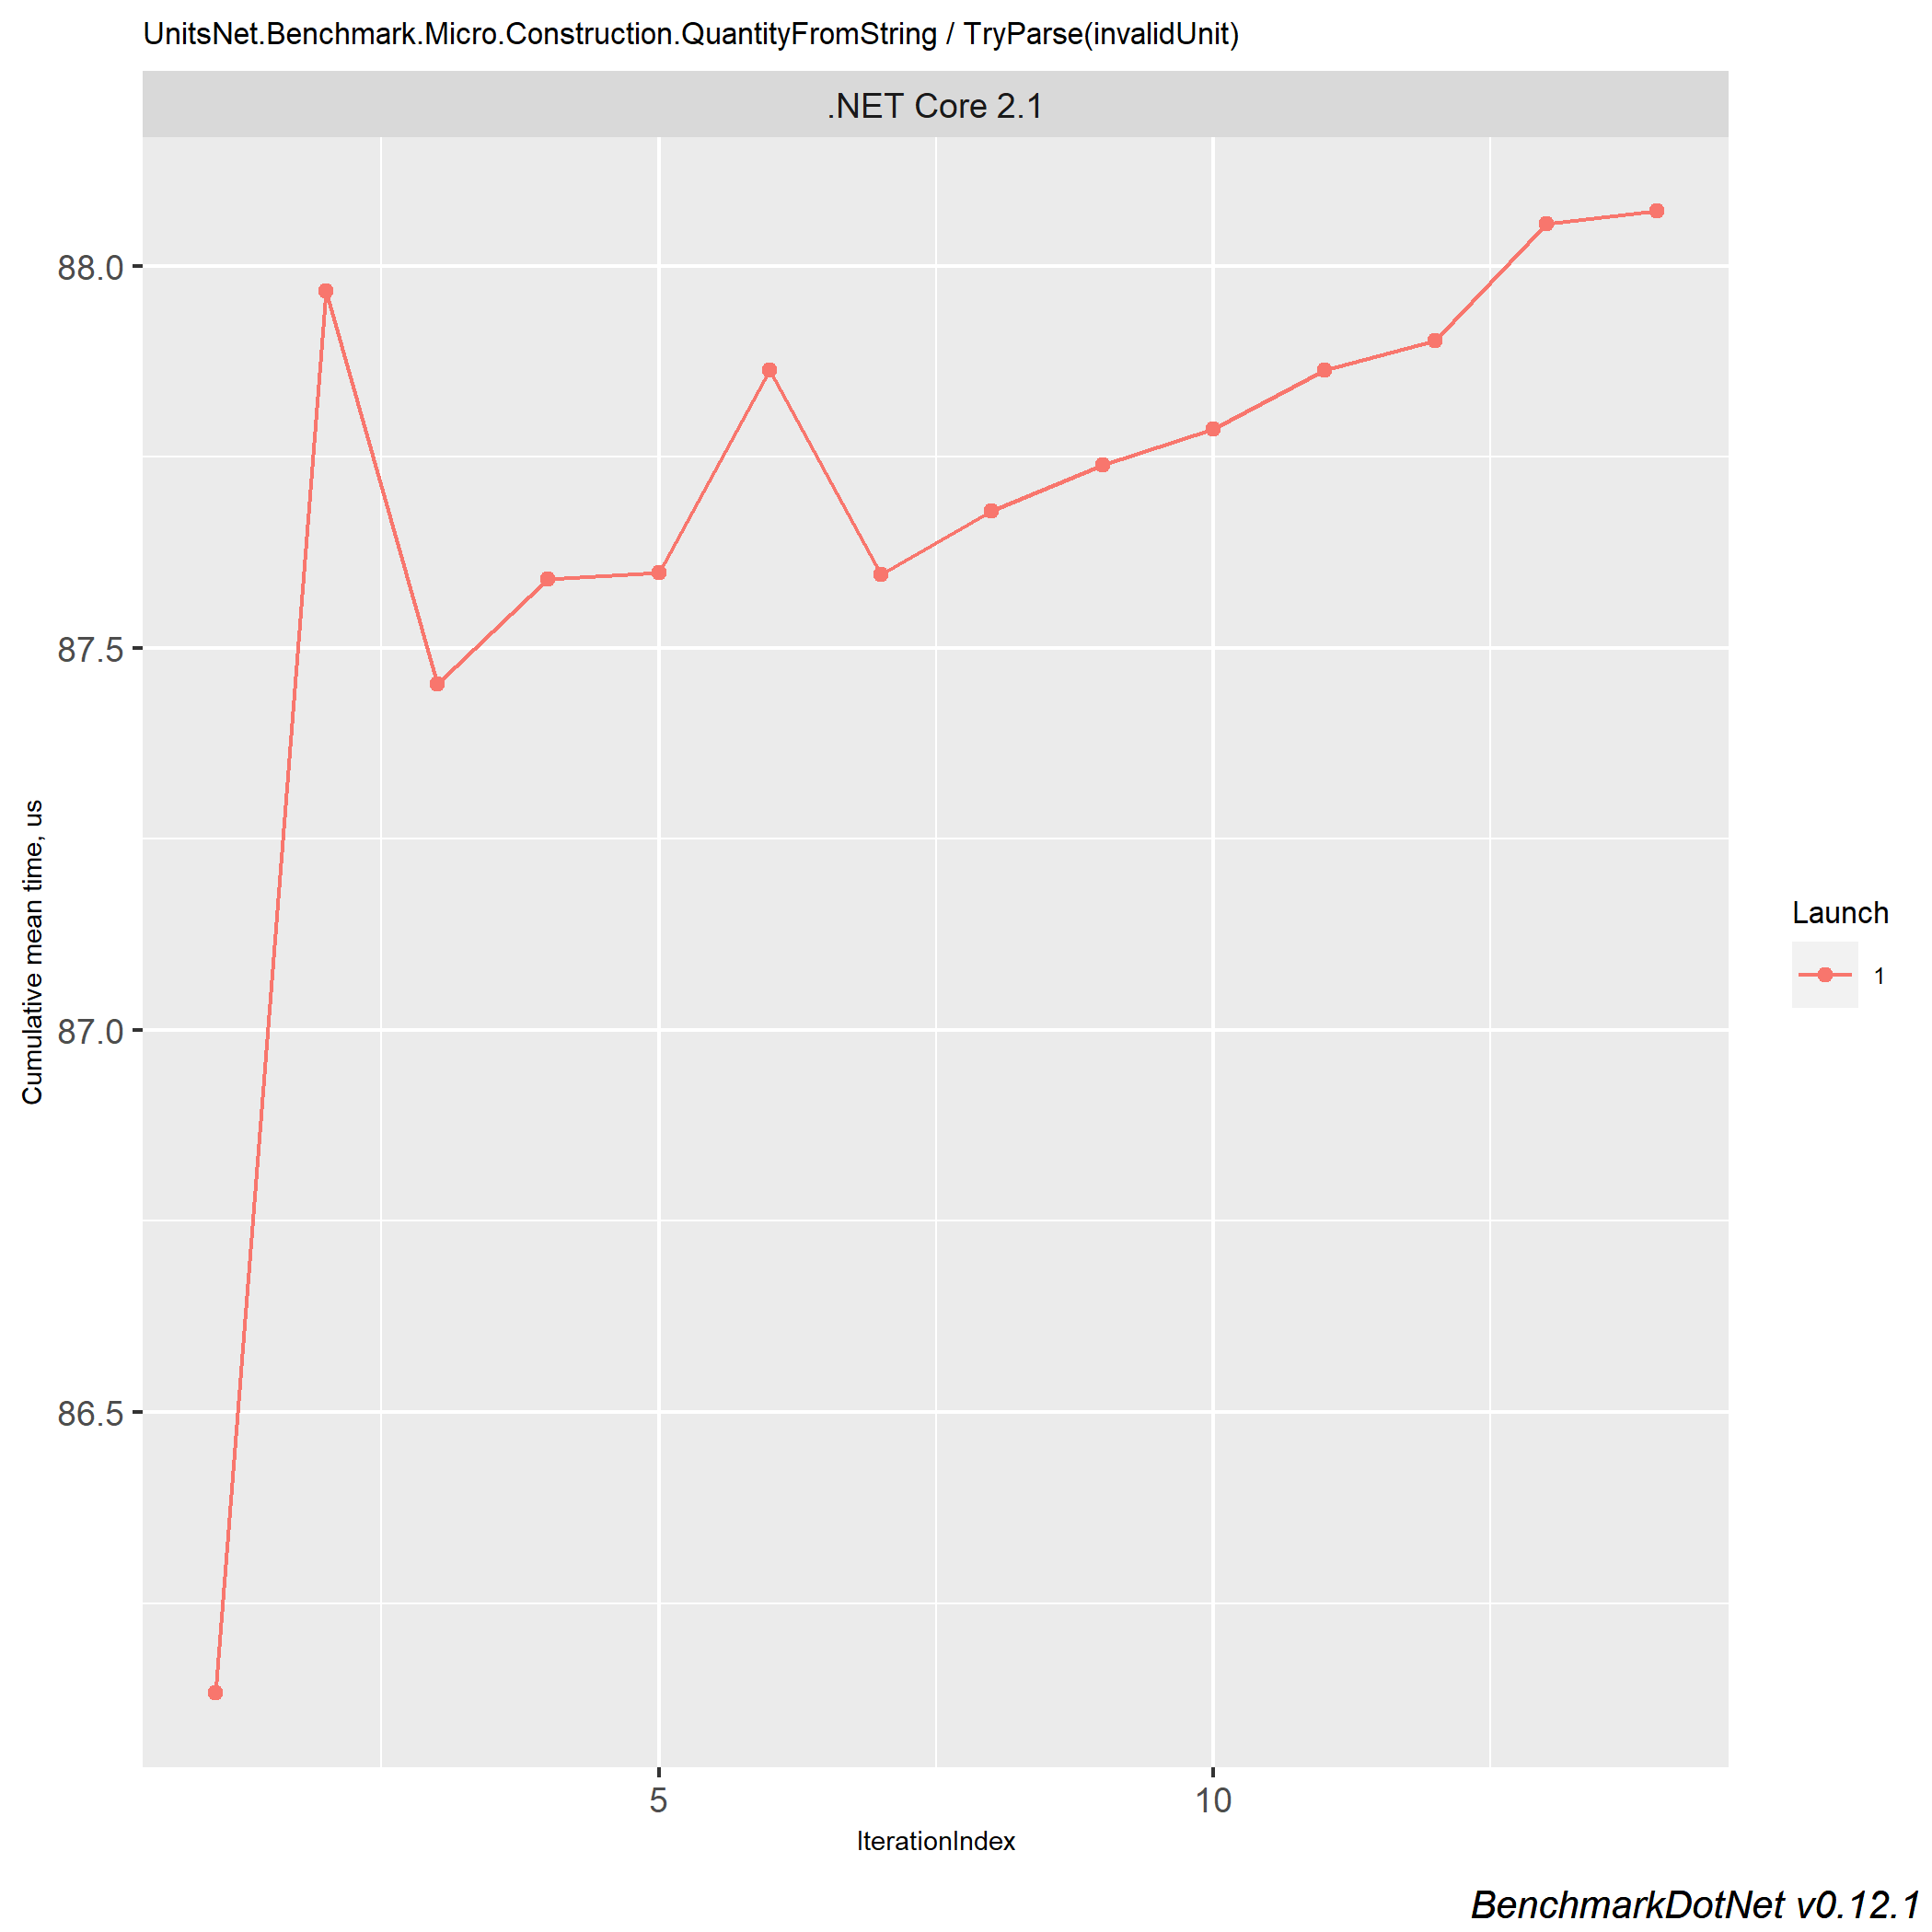 UnitsNet.Benchmark.Micro.Construction.QuantityFromString / TryParse(invalidUnit)
.NET Core 2.1
88.0
87.5
87.0
86.5
Cumulative mean time, us
5
10
IterationIndex
Launch
1
BenchmarkDotNet v0.12.1